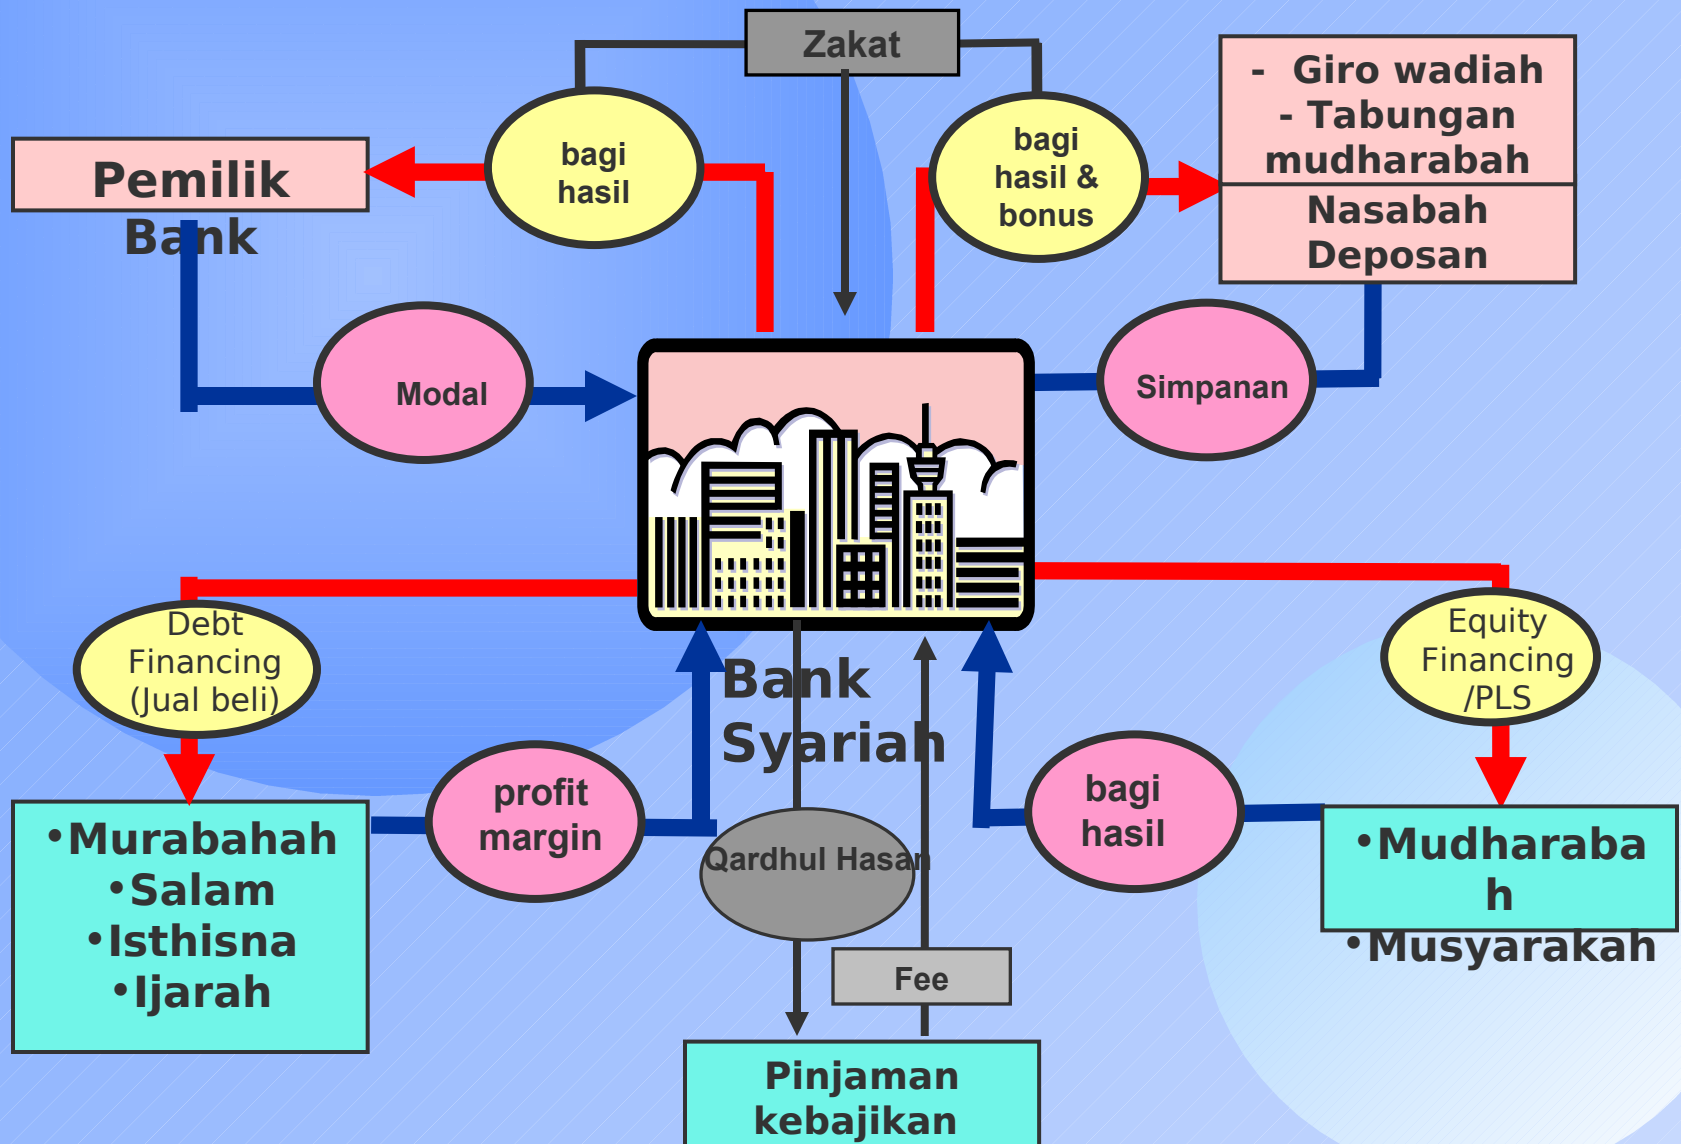 Zakat
- Giro wadiah
- Tabungan
mudharabah
Nasabah
Deposan
bagi
hasil
bagi
hasil &
bonus
Pemilik
Bank
Modal
Simpanan
Debt
Financing
(Jual beli)
Equity
Financing
/PLS
Bank
Syariah
profit
margin
bagi
hasil
•Murabahah
•Salam
•Isthisna
•Ijarah
Qardhul Hasan
•Mudharaba
h
•Musyarakah
Fee
Pinjaman
kebajikan